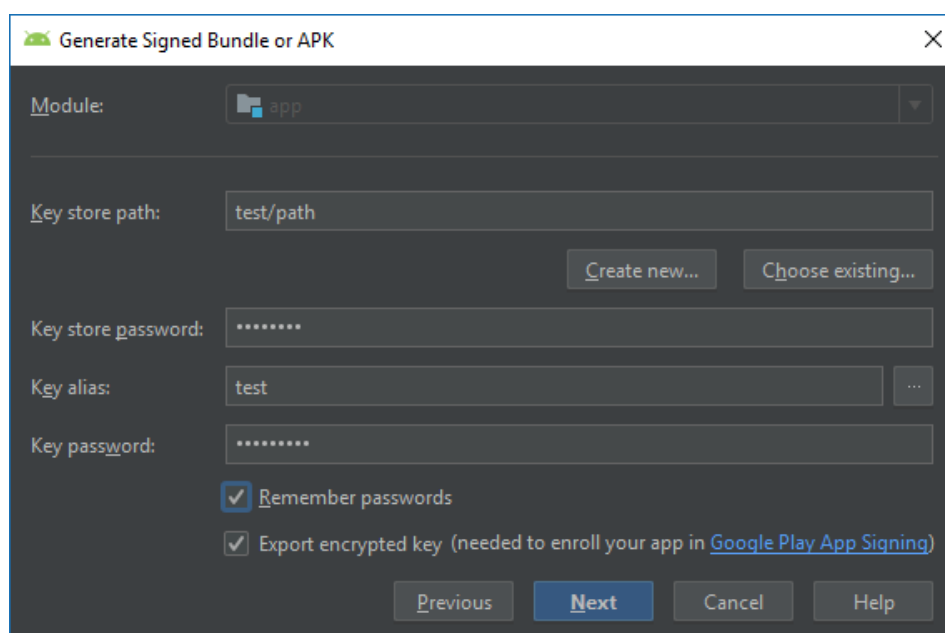 Generate Signed Bundle or APK
Module: app
Key store path: test/path
Create new... Choose existing...
Key store password: ••••••••
Key alias: test ...
Key password: •••••••••
Remember passwords
Export encrypted key (needed to enroll your app in Google Play App Signing)
Previous Next Cancel Help